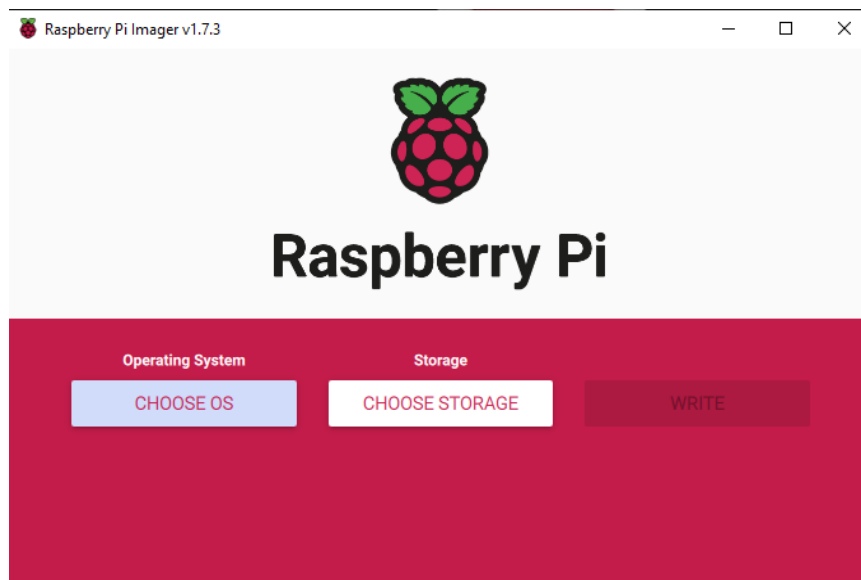 Raspberry Pi Imager v1.7.3
Raspberry Pi
Operating System
Storage
CHOOSE OS
CHOOSE STORAGE
WRITE